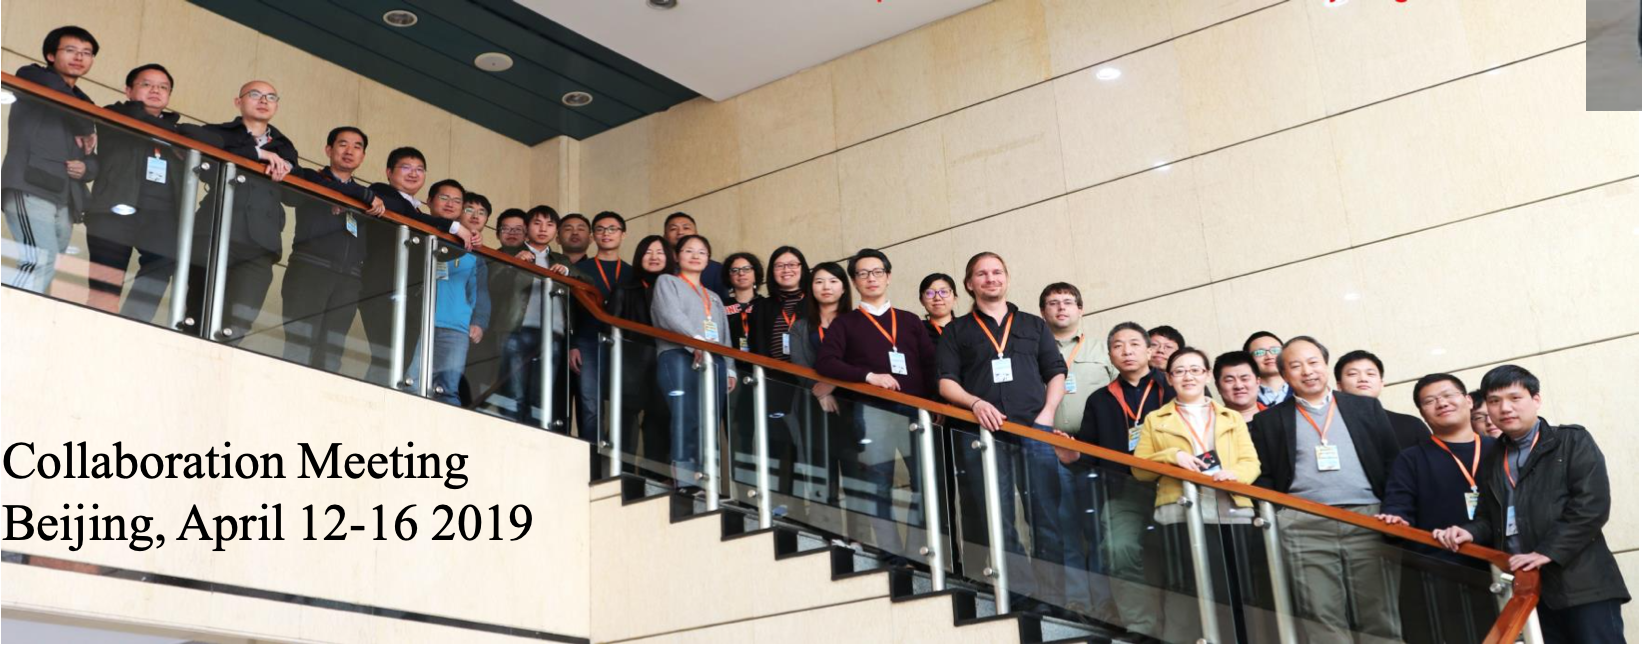 Collaboration Meeting
Beijing, April 12-16 2019